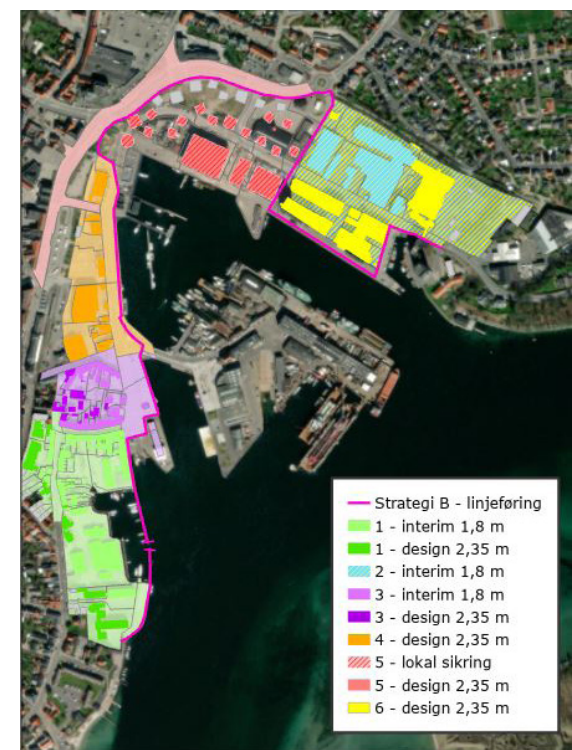 Strategi B - linjeføring
1 - interim 1,8 m
1 - design 2,35 m
2 - interim 1,8 m
3 - interim 1,8 m
3 - design 2,35 m
4 - design 2,35 m
5 - lokal sikring
5 - design 2,35 m
6 - design 2,35 m